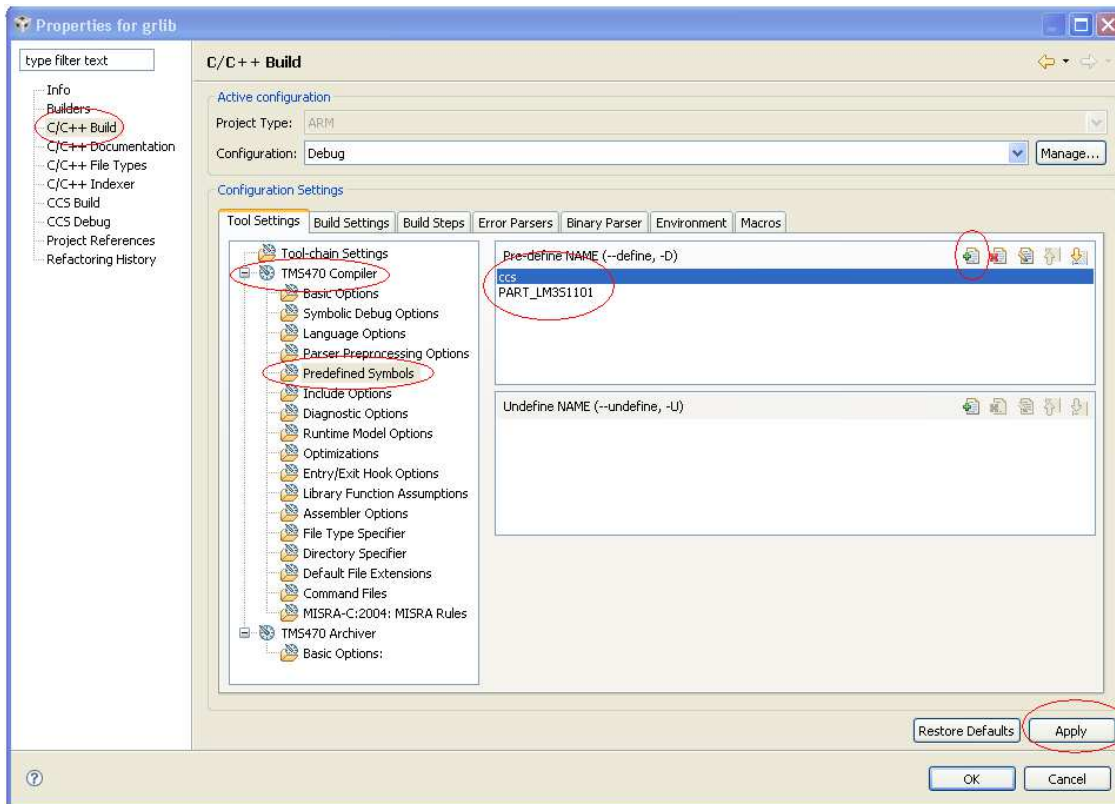 Properties for grlib
type filter text
Info
Builders
C/C++ Build
C/C++ Documentation
C/C++ File Types
C/C++ Indexer
CCS Build
CCS Debug
Project References
Refactoring History
C/C++ Build
Active configuration
Project Type: ARM
Configuration: Debug Manage...
Configuration Settings
Tool Settings Build Settings Build Steps Error Parsers Binary Parser Environment Macros
Tool-chain Settings
TMS470 Compiler
Basic Options
Symbolic Debug Options
Language Options
Parser Preprocessing Options
Predefined Symbols
Include Options
Diagnostic Options
Runtime Model Options
Optimizations
Entry/Exit Hook Options
Library Function Assumptions
Assembler Options
File Type Specifier
Directory Specifier
Default File Extensions
Command Files
MISRA-C:2004: MISRA Rules
TMS470 Archiver
Basic Options:
Pre-define NAME (--define, -D)
ccs
PART_LM3S1101
Undefine NAME (--undefine, -U)
Restore Defaults Apply
OK Cancel